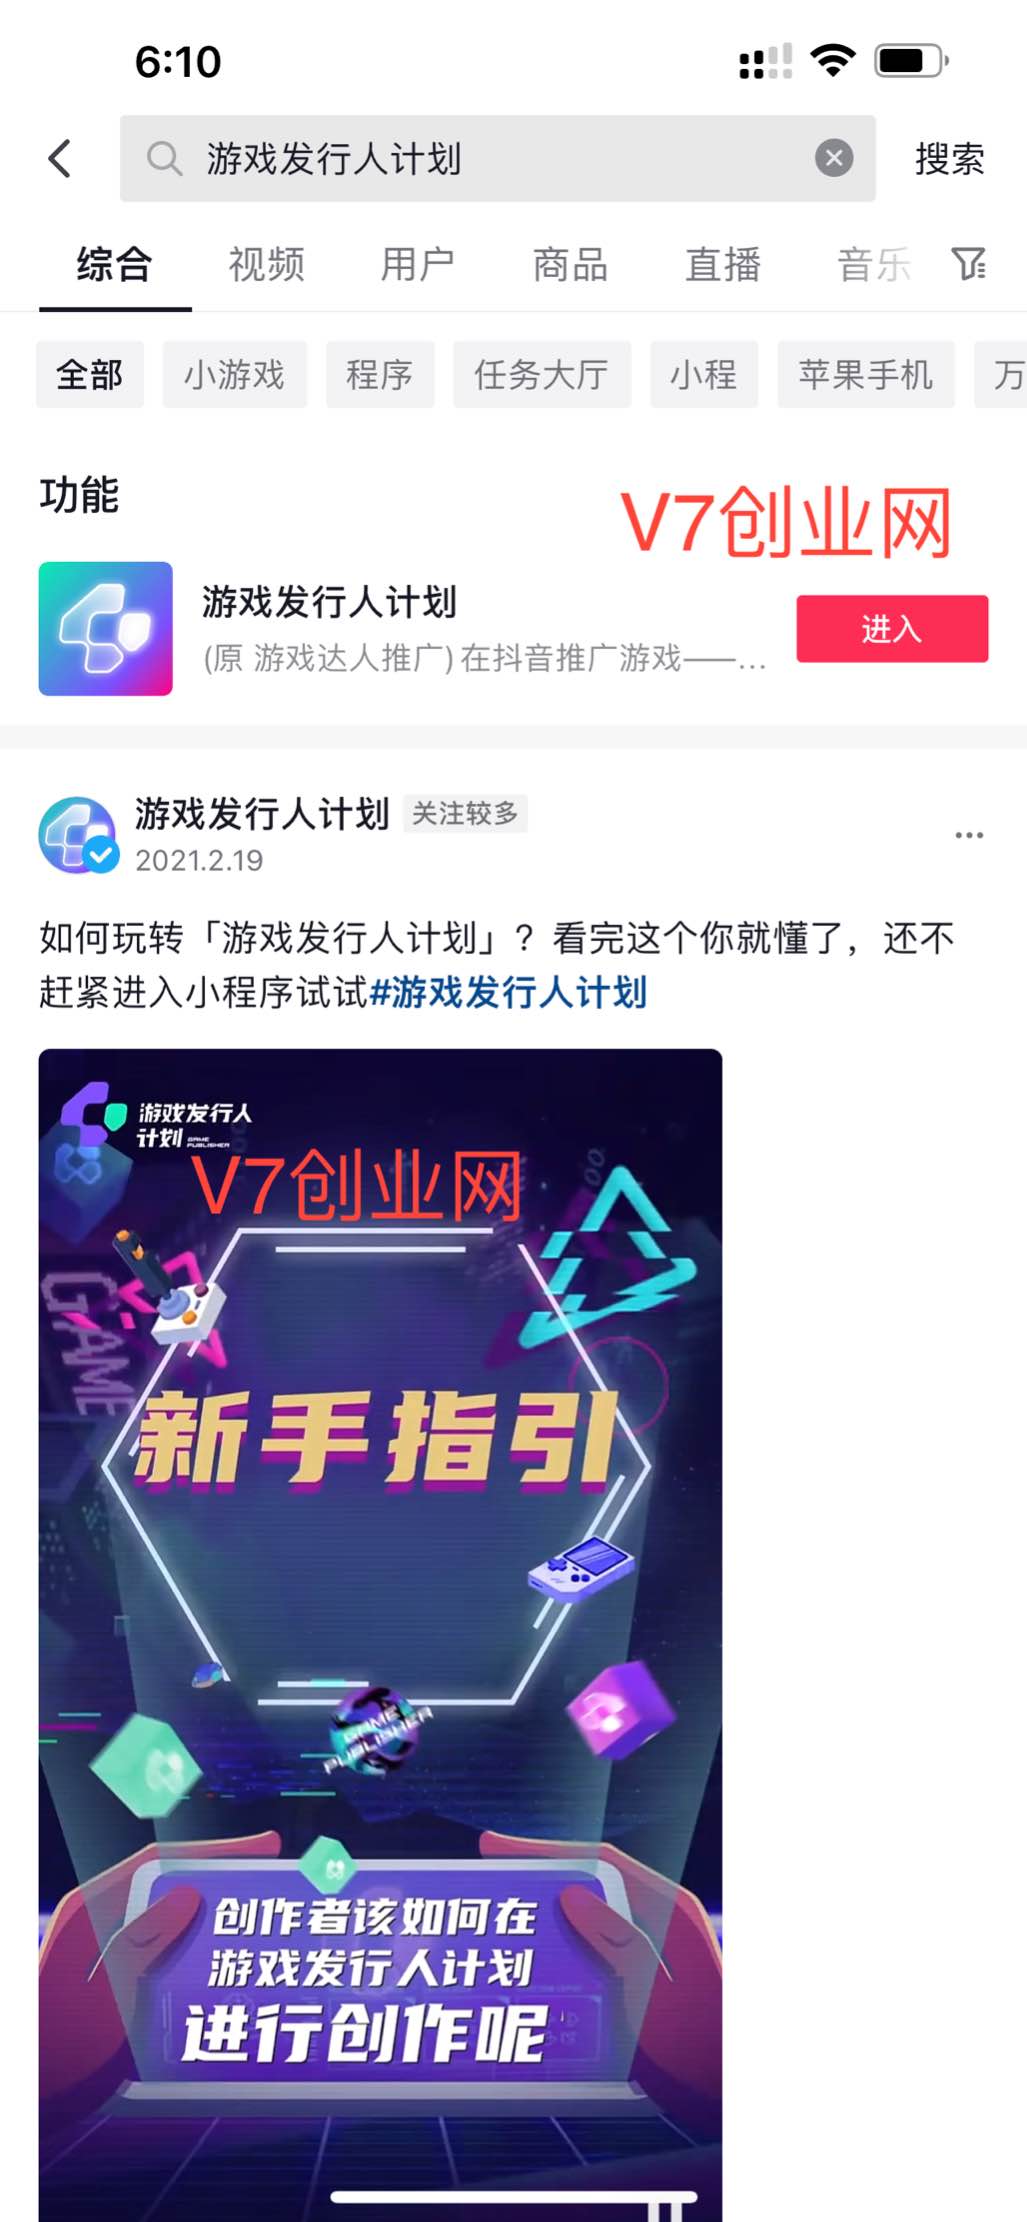 6:10
游戏发行人计划
搜索
综合 视频 用户 商品 直播 音乐
全部 小游戏 程序 任务大厅 小程 苹果手机 万
功能
V7创业网
游戏发行人计划
(原 游戏达人推广) 在抖音推广游戏——...
进入
游戏发行人计划 关注较多
2021.2.19
如何玩转「游戏发行人计划」？看完这个你就懂了，还不
赶紧进入小程序试试#游戏发行人计划
游戏发行人
计划 GAME PUBLISHER
V7创业网
GAME
新手指引
GAME
PUBLISHER
创作者该如何在
游戏发行人计划
进行创作呢